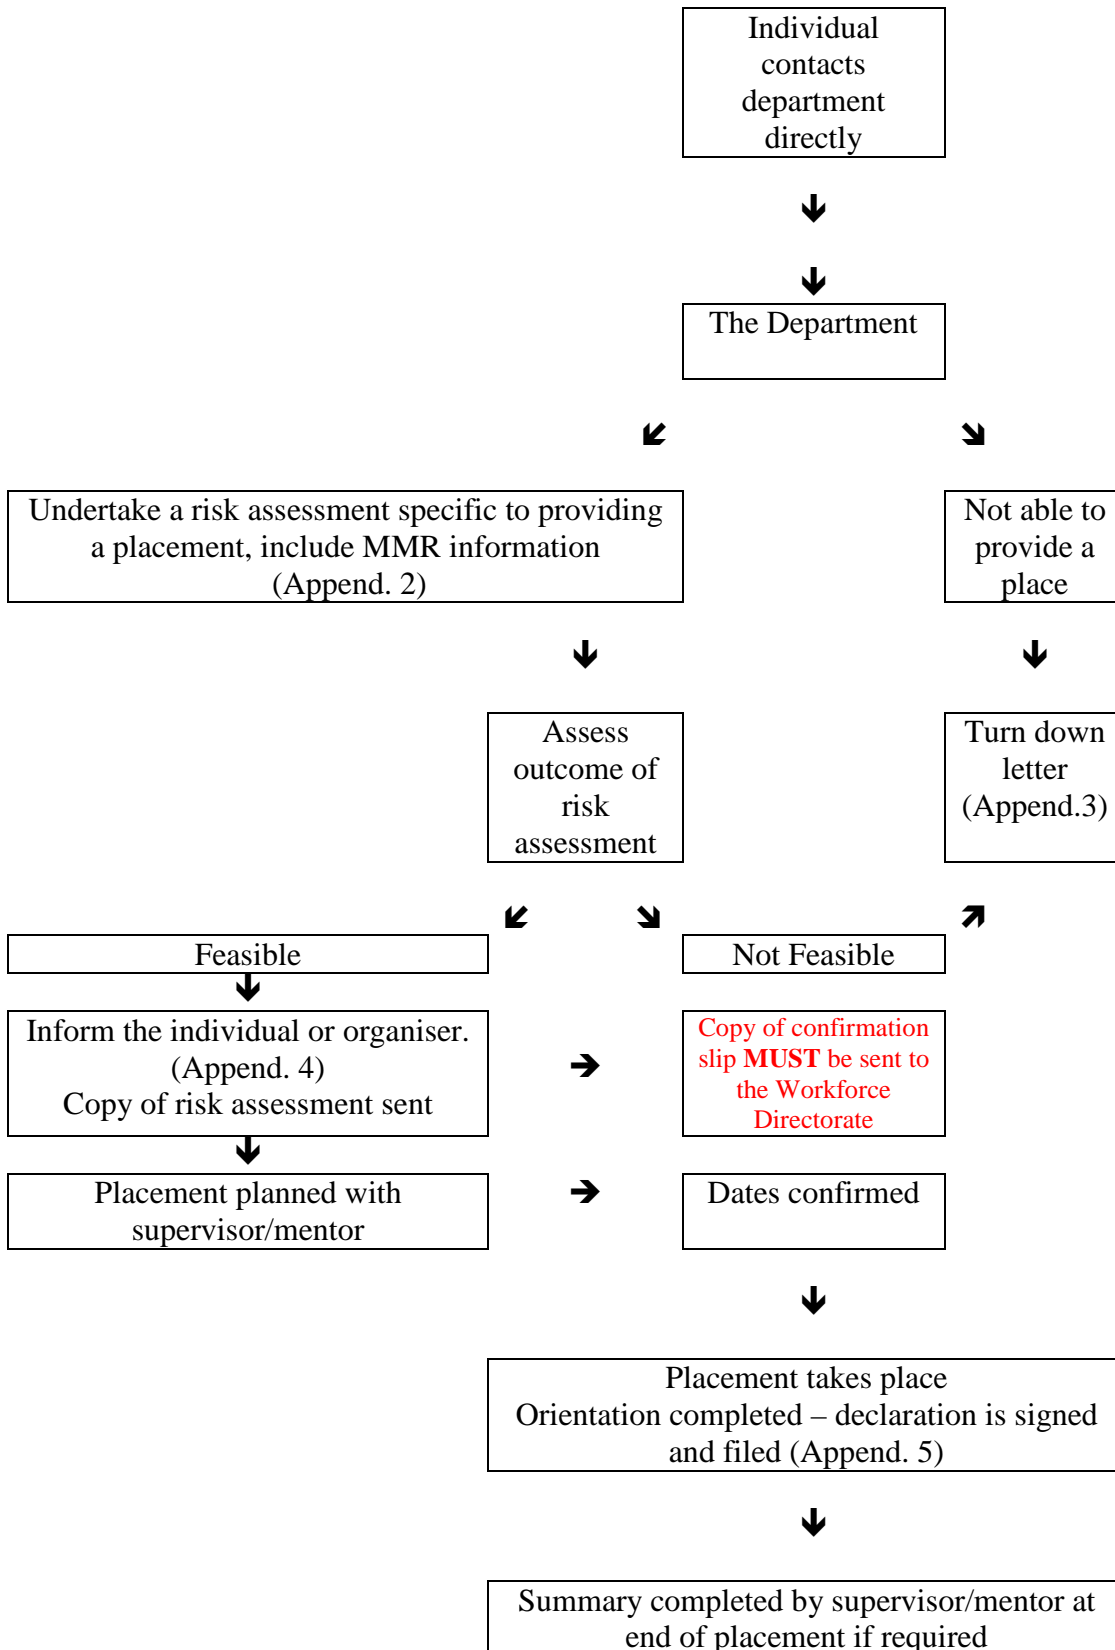 Individual
contacts
department
directly
The Department
Undertake a risk assessment specific to providing
a placement, include MMR information
(Append. 2)
Not able to
provide a
place
Assess
outcome of
risk
assessment
Turn down
letter
(Append.3)
Feasible
Not Feasible
Inform the individual or organiser.
(Append. 4)
Copy of risk assessment sent
Copy of confirmation
slip MUST be sent to
the Workforce
Directorate
Placement planned with
supervisor/mentor
Dates confirmed
Placement takes place
Orientation completed – declaration is signed
and filed (Append. 5)
Summary completed by supervisor/mentor at
end of placement if required